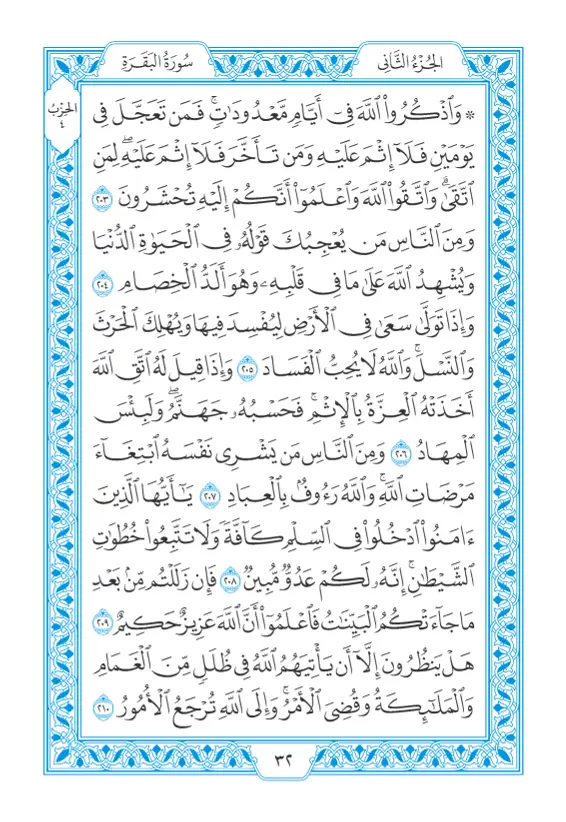 الجُزْءُ الثَّانِي
سُورَةُ البَقَرَةِ
الحِزْبُ
٤
* وَٱذْكُرُوا۟ ٱللَّهَ فِىٓ أَيَّامٍ مَّعْدُودَٰتٍ ۚ فَمَن تَعَجَّلَ فِى
يَوْمَيْنِ فَلَآ إِثْمَ عَلَيْهِ وَمَن تَأَخَّرَ فَلَآ إِثْمَ عَلَيْهِ ۖ لِمَنِ
ٱتَّقَىٰ ۗ وَٱتَّقُوا۟ ٱللَّهَ وَٱعْلَمُوٓا۟ أَنَّكُمْ إِلَيْهِ تُحْشَرُونَ ٢٠٣
وَمِنَ ٱلنَّاسِ مَن يُعْجِبُكَ قَوْلُهُۥ فِى ٱلْحَيَوٰةِ ٱلدُّنْيَا
وَيُشْهِدُ ٱللَّهَ عَلَىٰ مَا فِى قَلْبِهِۦ وَهُوَ أَلَدُّ ٱلْخِصَامِ ٢٠٤
وَإِذَا تَوَلَّىٰ سَعَىٰ فِى ٱلْأَرْضِ لِيُفْسِدَ فِيهَا وَيُهْلِكَ ٱلْحَرْثَ
وَٱلنَّسْلَ ۗ وَٱللَّهُ لَا يُحِبُّ ٱلْفَسَادَ ٢٠٥ وَإِذَا قِيلَ لَهُ ٱتَّقِ ٱللَّهَ
أَخَذَتْهُ ٱلْعِزَّةُ بِٱلْإِثْمِ ۚ فَحَسْبُهُۥ جَهَنَّمُ ۖ وَلَبِئْسَ
ٱلْمِهَادُ ٢٠٦ وَمِنَ ٱلنَّاسِ مَن يَشْرِى نَفْسَهُ ٱبْتِغَآءَ
مَرْضَاتِ ٱللَّهِ ۗ وَٱللَّهُ رَءُوفٌۢ بِٱلْعِبَادِ ٢٠٧ يَٰٓأَيُّهَا ٱلَّذِينَ
ءَامَنُوا۟ ٱدْخُلُوا۟ فِى ٱلسِّلْمِ كَآفَّةً وَلَا تَتَّبِعُوا۟ خُطُوَٰتِ
ٱلشَّيْطَٰنِ ۚ إِنَّهُۥ لَكُمْ عَدُوٌّ مُّبِينٌ ٢٠٨ فَإِن زَلَلْتُم مِّنۢ بَعْدِ
مَا جَآءَتْكُمُ ٱلْبَيِّنَٰتُ فَٱعْلَمُوٓا۟ أَنَّ ٱللَّهَ عَزِيزٌ حَكِيمٌ ٢٠٩
هَلْ يَنظُرُونَ إِلَّآ أَن يَأْتِيَهُمُ ٱللَّهُ فِى ظُلَلٍ مِّنَ ٱلْغَمَامِ
وَٱلْمَلَٰٓئِكَةُ وَقُضِىَ ٱلْأَمْرُ ۚ وَإِلَى ٱللَّهِ تُرْجَعُ ٱلْأُمُورُ ٢١٠
٣٢